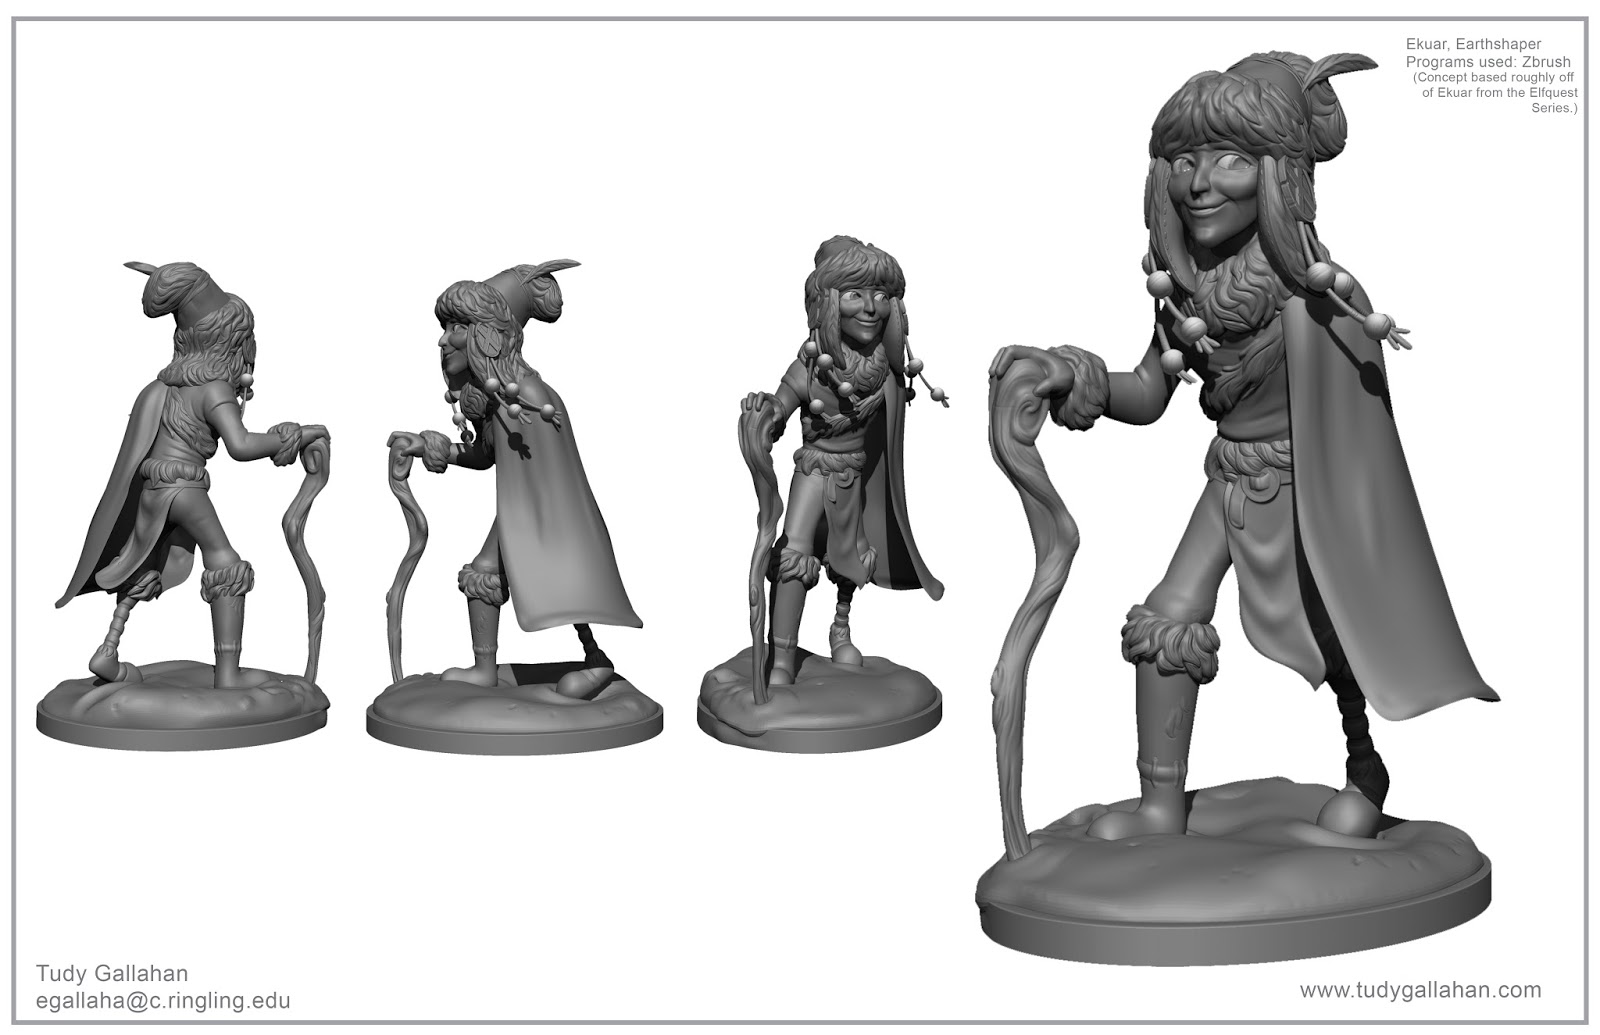 Ekuar, Earthshaper
Programs used: Zbrush
(Concept based roughly off
of Ekuar from the Elfquest
Series.)
Tudy Gallahan
egallaha@c.ringling.edu
www.tudygallahan.com